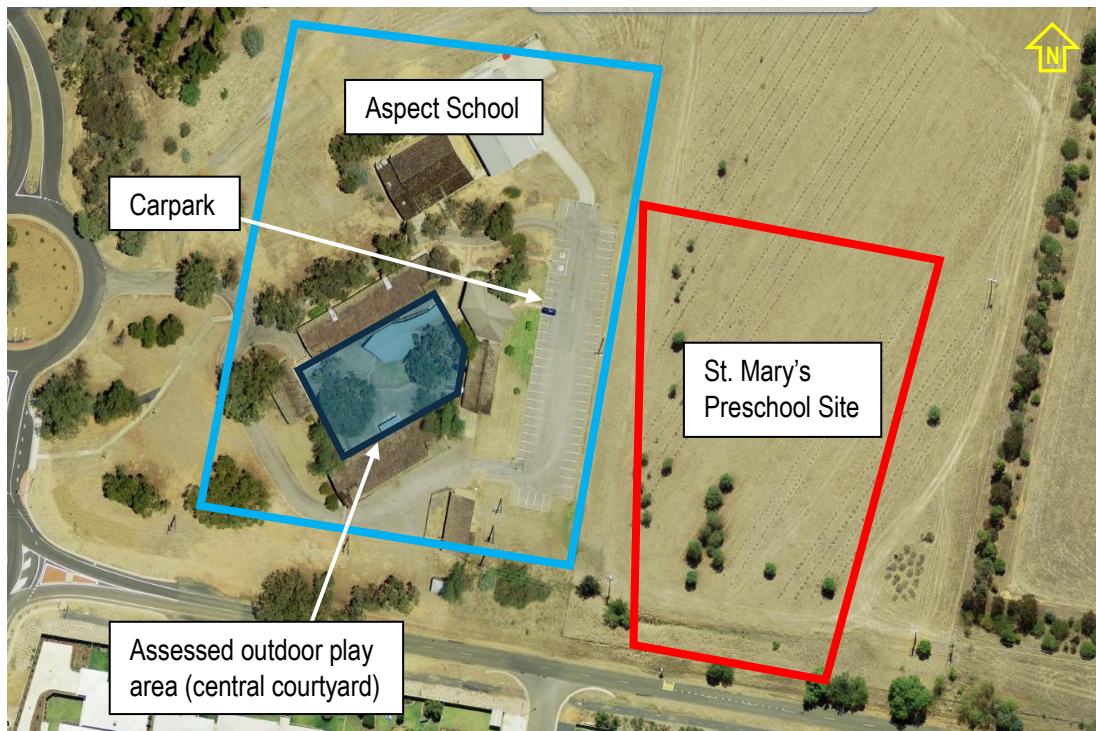 N
Aspect School
Carpark
St. Mary's
Preschool Site
Assessed outdoor play
area (central courtyard)